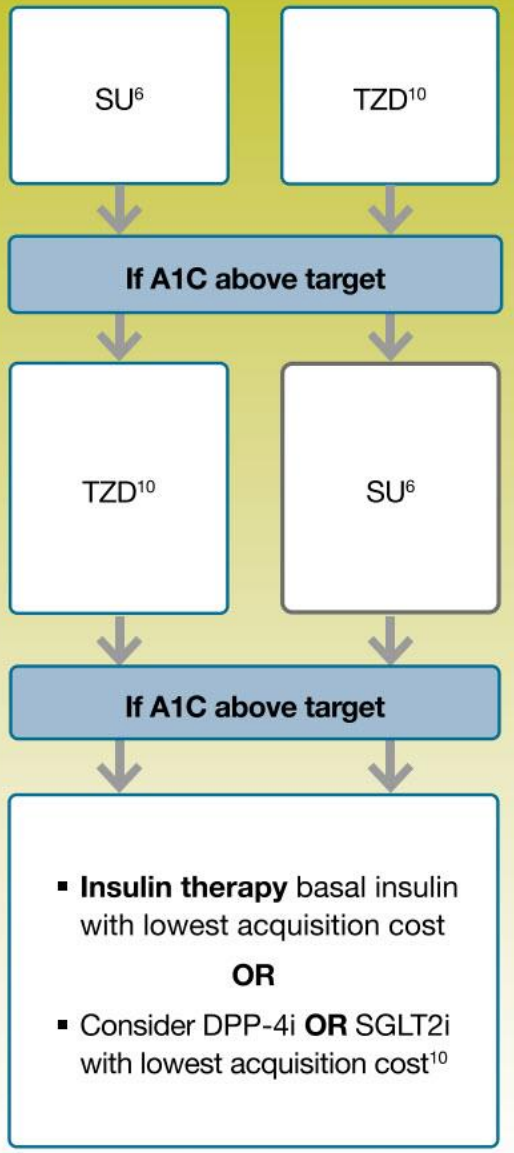 SU⁶
TZD¹⁰
If A1C above target
TZD¹⁰
SU⁶
If A1C above target
▪ Insulin therapy basal insulin
with lowest acquisition cost
OR
▪ Consider DPP-4i OR SGLT2i
with lowest acquisition cost¹⁰